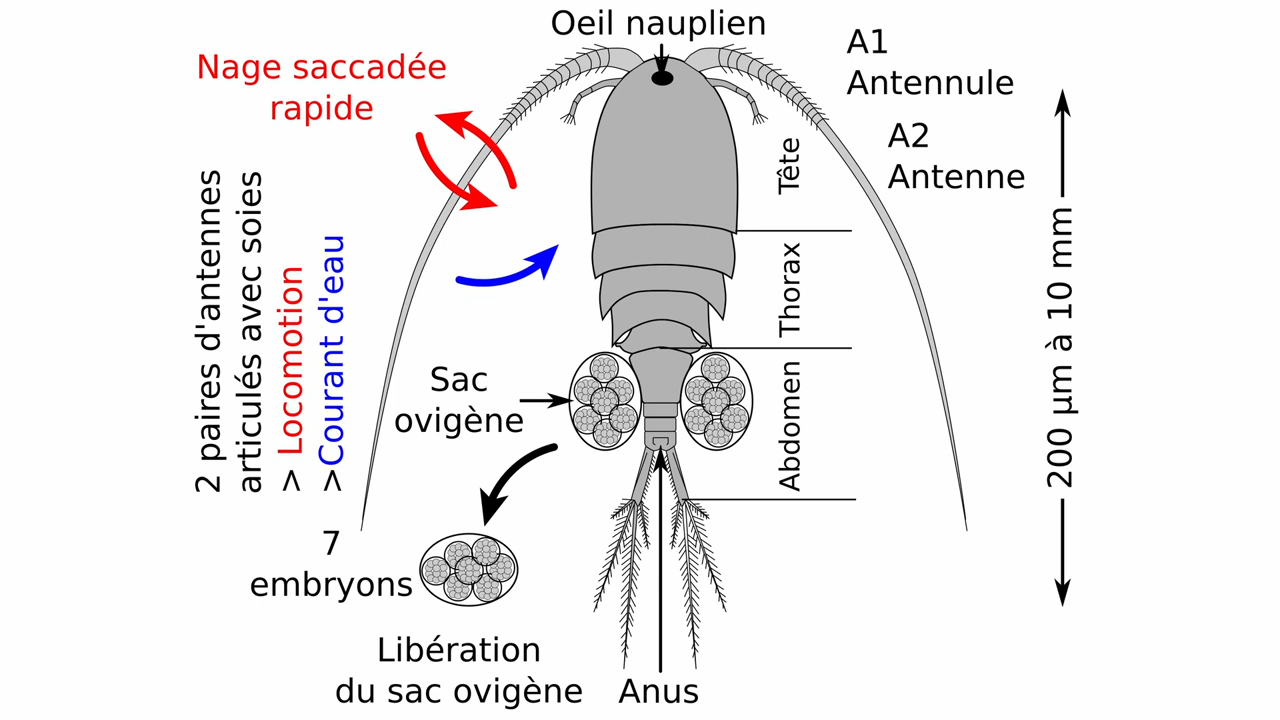 Oeil nauplien
A1
Antennule
A2
Antenne
Nage saccadée
rapide
2 paires d'antennes
articulés avec soies
> Locomotion
>Courant d'eau
Tête
Thorax
Abdomen
200 µm à 10 mm
Sac
ovigène
7
embryons
Libération
du sac ovigène
Anus